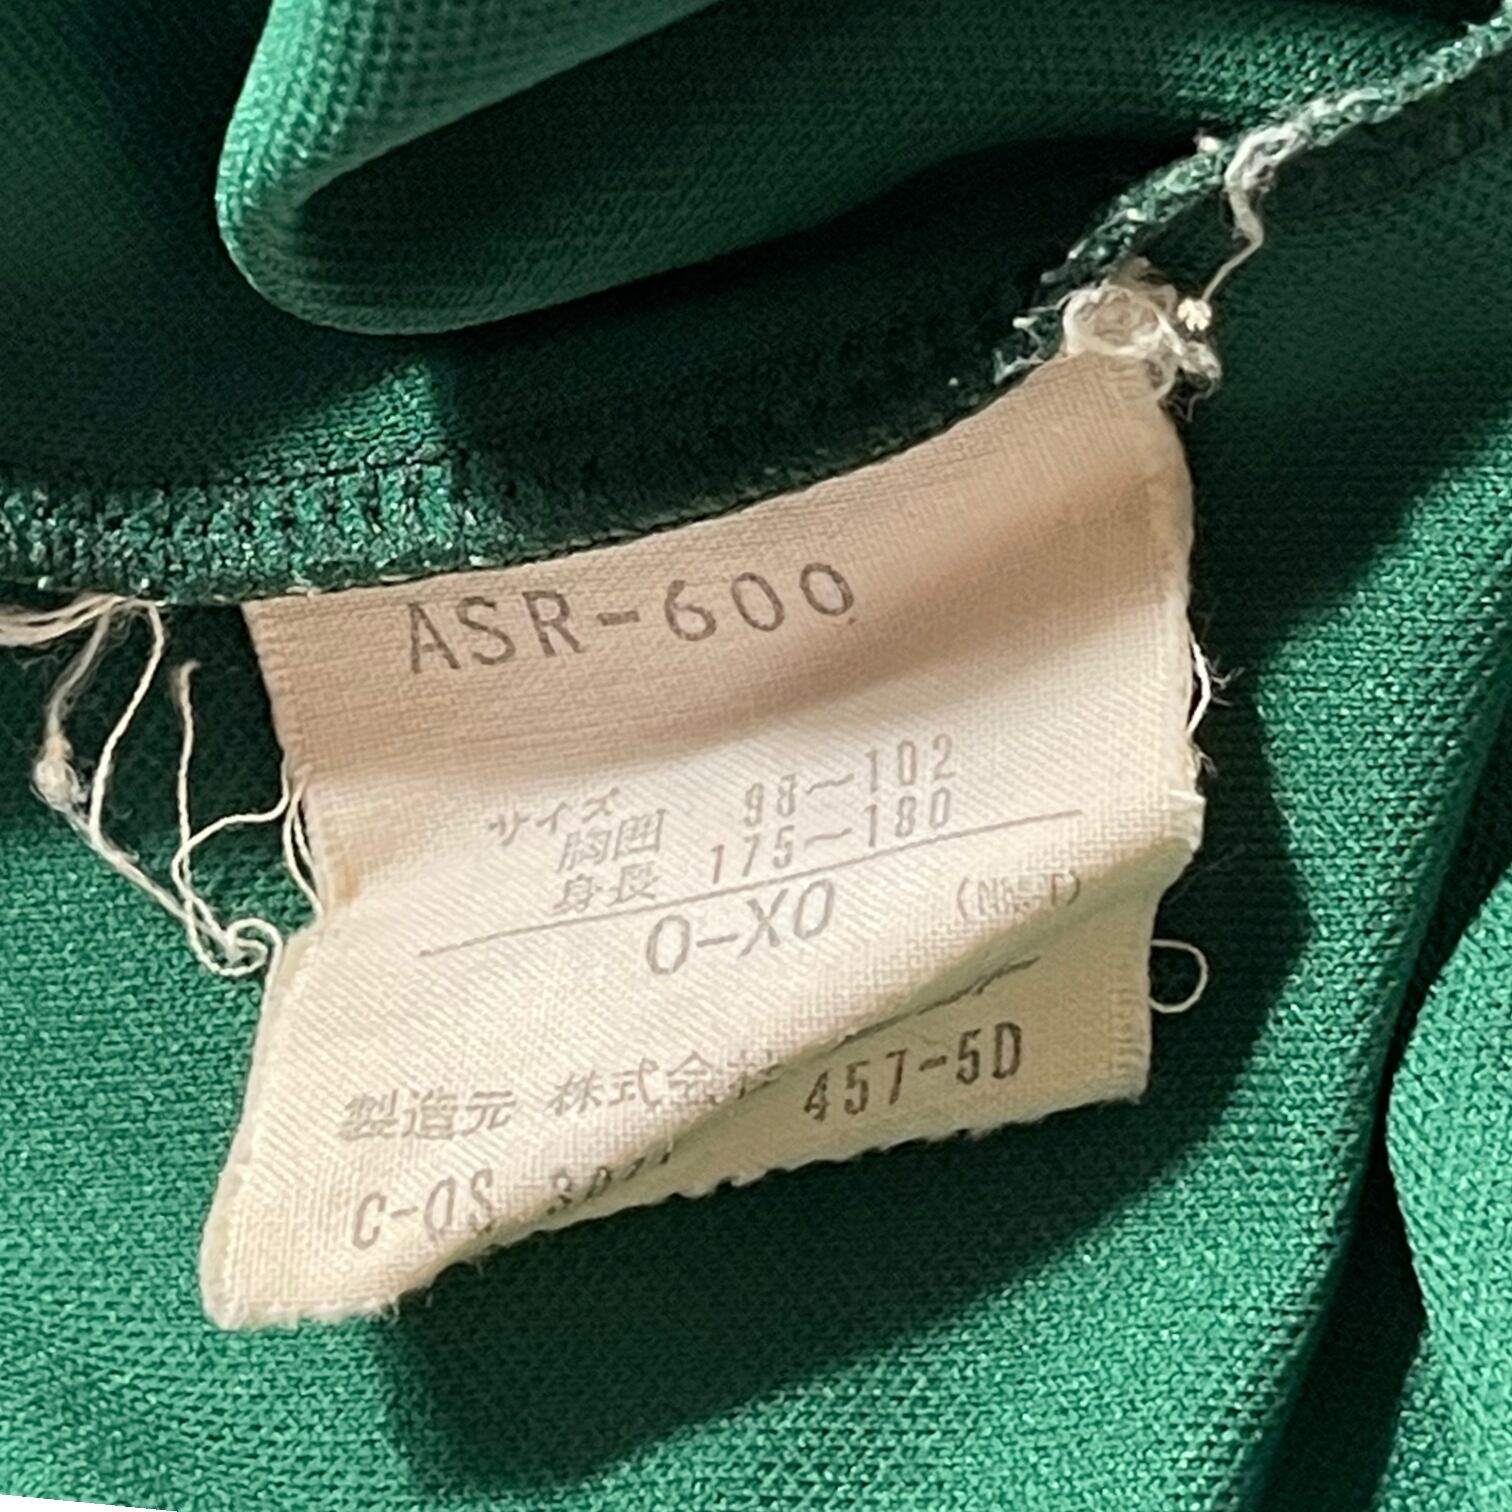 ASR-600
サイズ
胸囲 98～102
身長 175～180
O-XO
製造元 株式会社 457-5D
C-OS